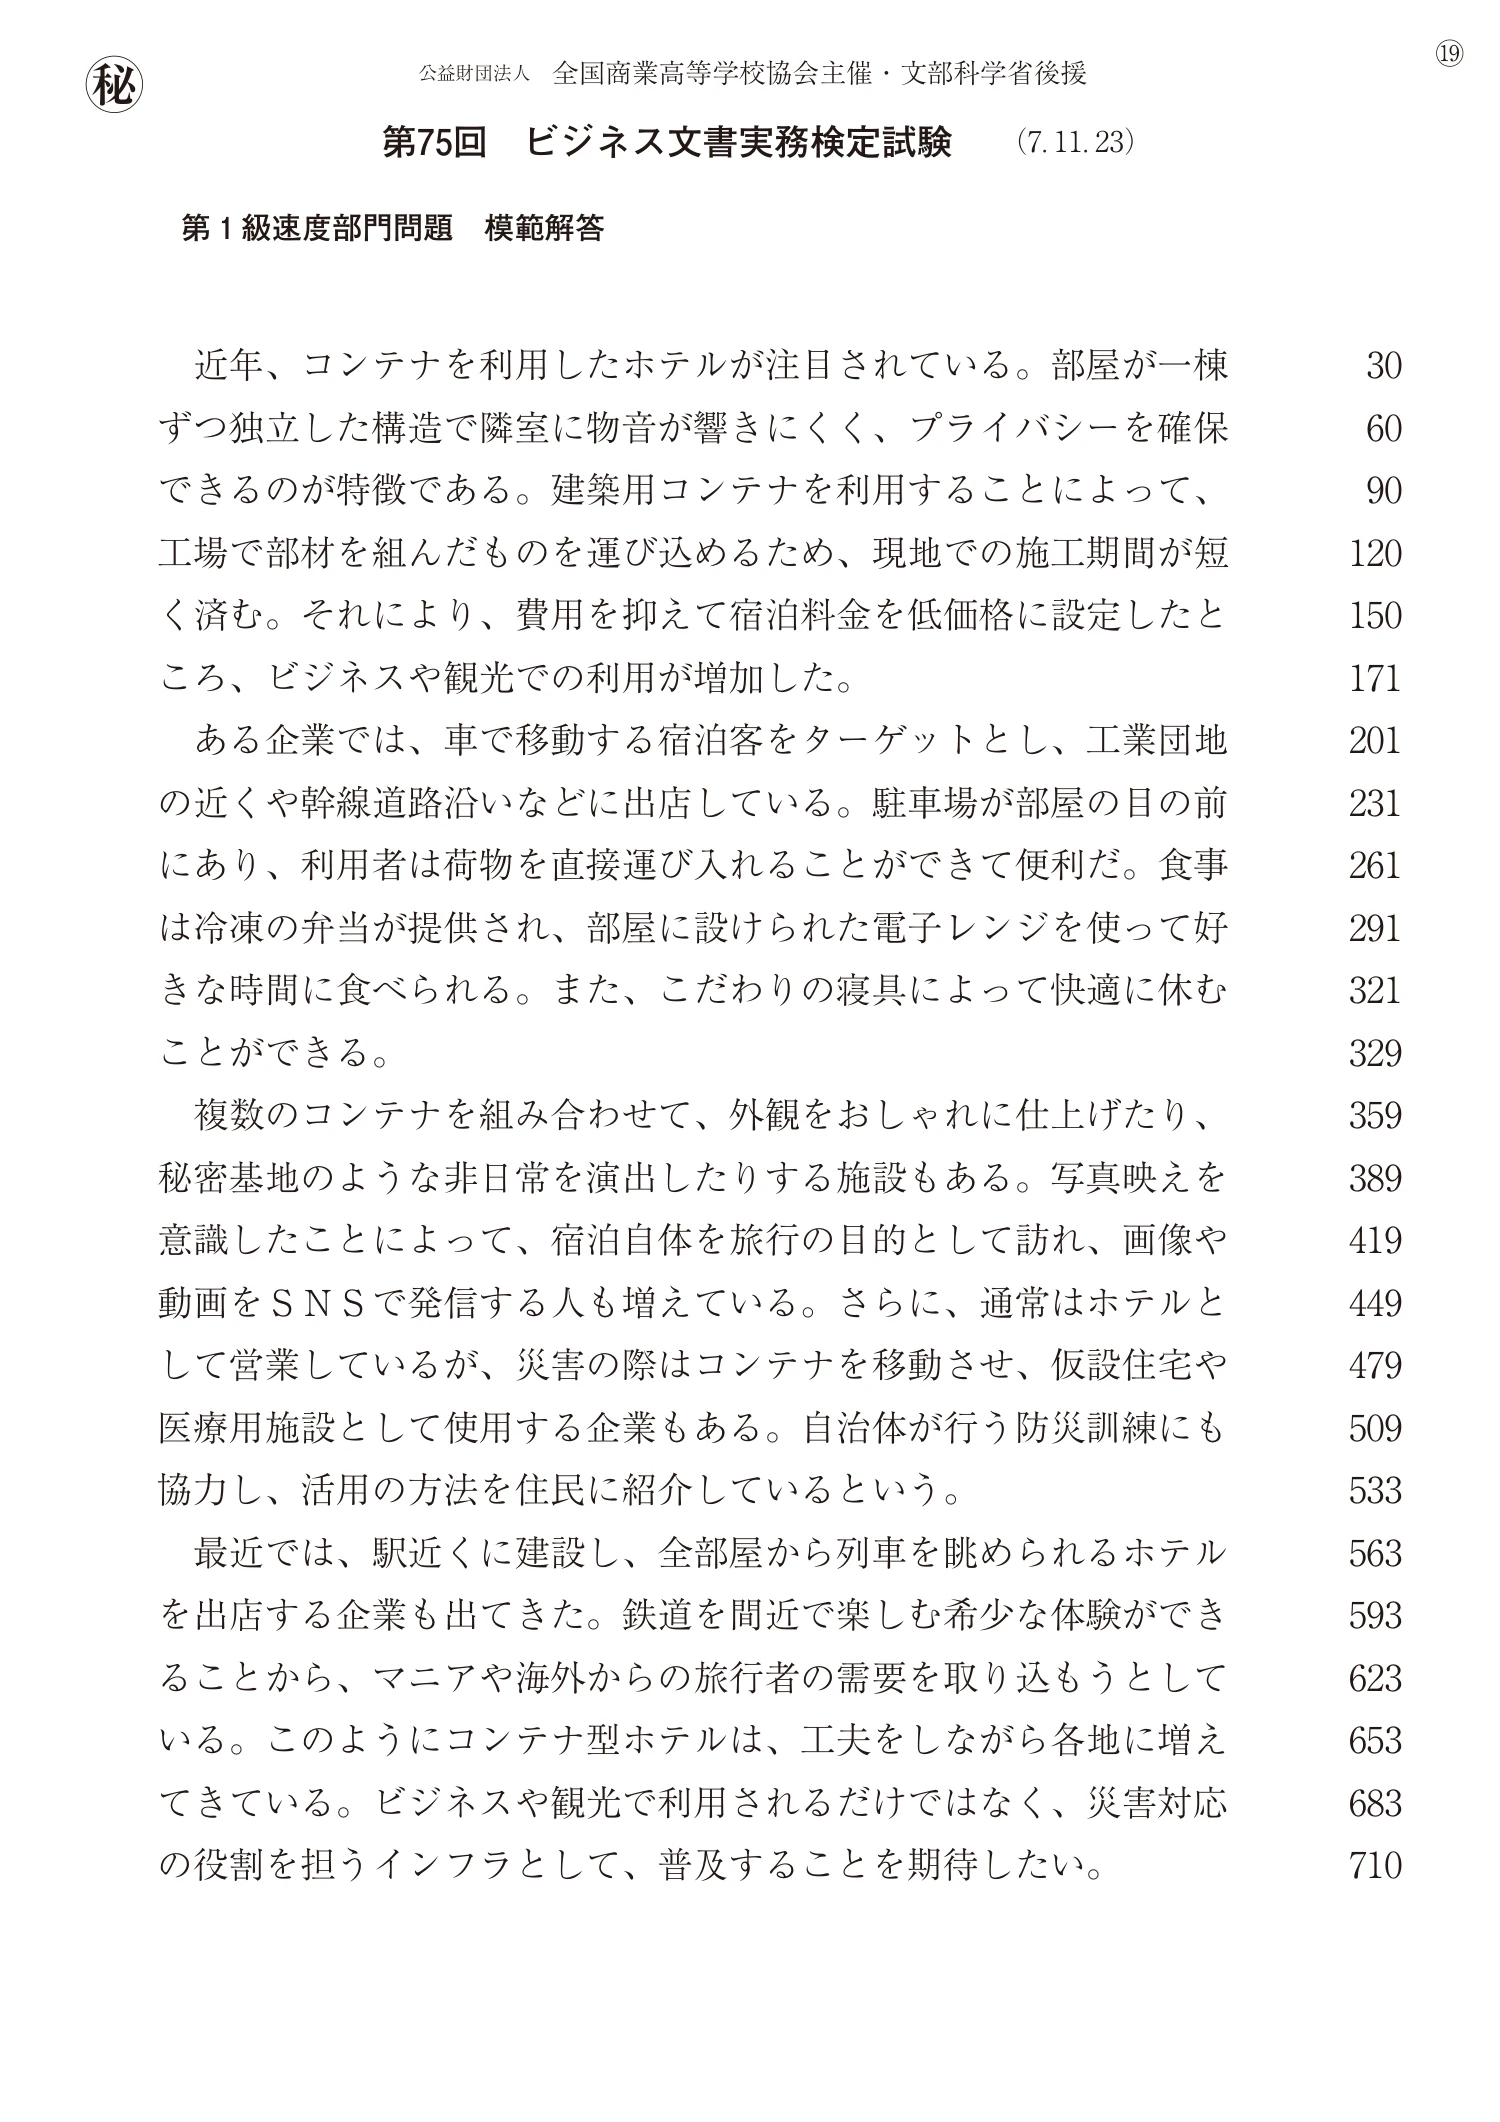 ⑲
㊙
公益財団法人　全国商業高等学校協会主催・文部科学省後援
第75回　ビジネス文書実務検定試験　（7. 11. 23）
第１級速度部門問題　模範解答
　近年、コンテナを利用したホテルが注目されている。部屋が一棟　30
ずつ独立した構造で隣室に物音が響きにくく、プライバシーを確保　60
できるのが特徴である。建築用コンテナを利用することによって、　90
工場で部材を組んだものを運び込めるため、現地での施工期間が短　120
く済む。それにより、費用を抑えて宿泊料金を低価格に設定したと　150
ころ、ビジネスや観光での利用が増加した。　171
　ある企業では、車で移動する宿泊客をターゲットとし、工業団地　201
の近くや幹線道路沿いなどに出店している。駐車場が部屋の目の前　231
にあり、利用者は荷物を直接運び入れることができて便利だ。食事　261
は冷凍の弁当が提供され、部屋に設けられた電子レンジを使って好　291
きな時間に食べられる。また、こだわりの寝具によって快適に休む　321
ことができる。　329
　複数のコンテナを組み合わせて、外観をおしゃれに仕上げたり、　359
秘密基地のような非日常を演出したりする施設もある。写真映えを　389
意識したことによって、宿泊自体を旅行の目的として訪れ、画像や　419
動画をＳＮＳで発信する人も増えている。さらに、通常はホテルと　449
して営業しているが、災害の際はコンテナを移動させ、仮設住宅や　479
医療用施設として使用する企業もある。自治体が行う防災訓練にも　509
協力し、活用の方法を住民に紹介しているという。　533
　最近では、駅近くに建設し、全部屋から列車を眺められるホテル　563
を出店する企業も出てきた。鉄道を間近で楽しむ希少な体験ができ　593
ることから、マニアや海外からの旅行者の需要を取り込もうとして　623
いる。このようにコンテナ型ホテルは、工夫をしながら各地に増え　653
てきている。ビジネスや観光で利用されるだけではなく、災害対応　683
の役割を担うインフラとして、普及することを期待したい。　710